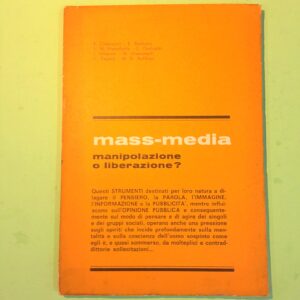 mass-media
manipolazione
o liberazione?
Questi STRUMENTI destinati per loro natura a di-
latare il PENSIERO, la PAROLA, l'IMMAGINE,
l'INFORMAZIONE e la PUBBLICITA', mentre influi-
scono sull'OPINIONE PUBBLICA e conseguente-
mente sul modo di pensare e di agire dei singoli
e dei gruppi sociali, operano anche una pressione
sugli spiriti che incide profondamente sulla men-
talità e sulla coscienza dell'uomo sospinto come
egli è, e quasi sommerso, da molteplici e contrad-
dittorie sollecitazioni...